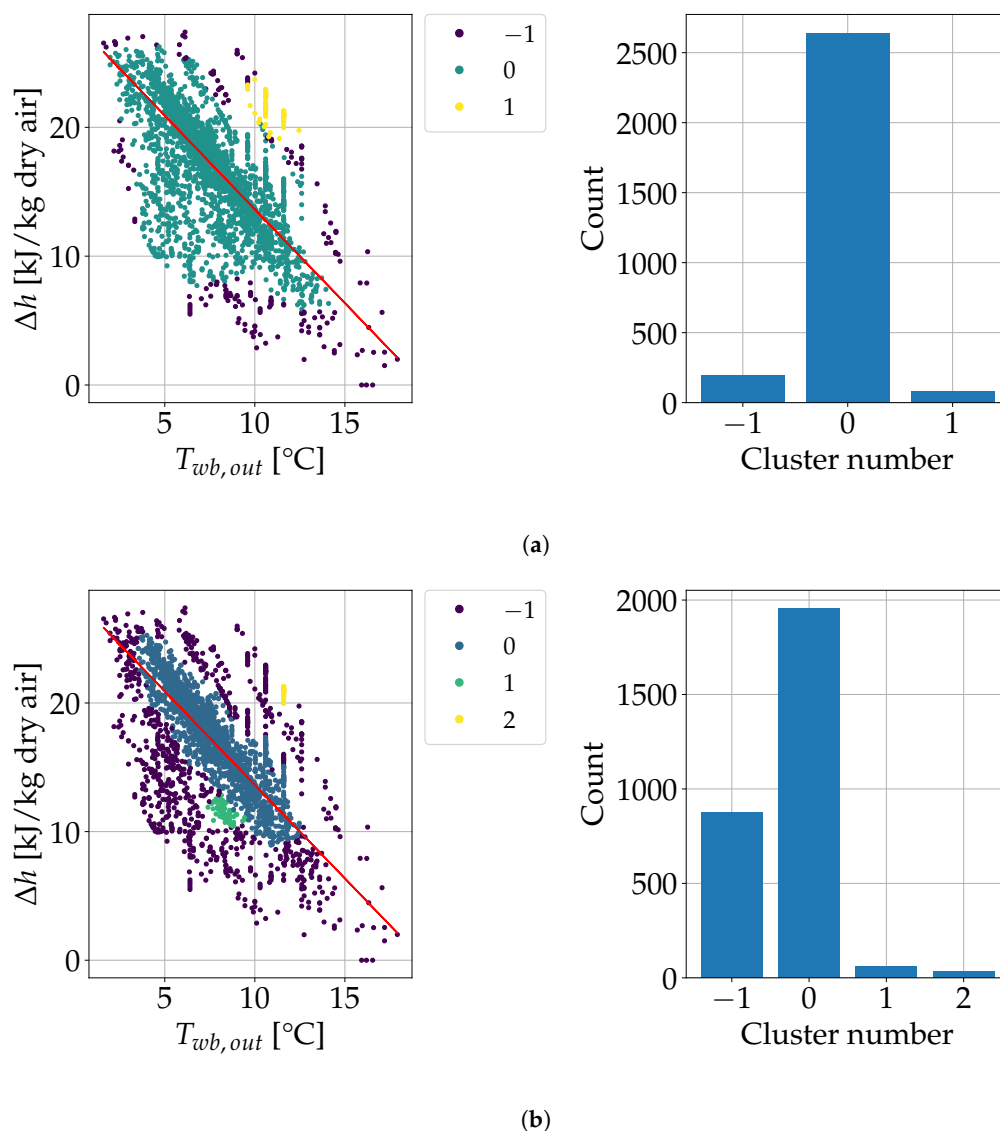 −1
0
1
20
10
0
Δh [kJ/kg dry air]
5 10 15
T_wb,out [°C]
2500
2000
1500
1000
500
0
Count
−1 0 1
Cluster number
(a)
−1
0
1
2
20
10
0
Δh [kJ/kg dry air]
5 10 15
T_wb,out [°C]
2000
1500
1000
500
0
Count
−1 0 1 2
Cluster number
(b)